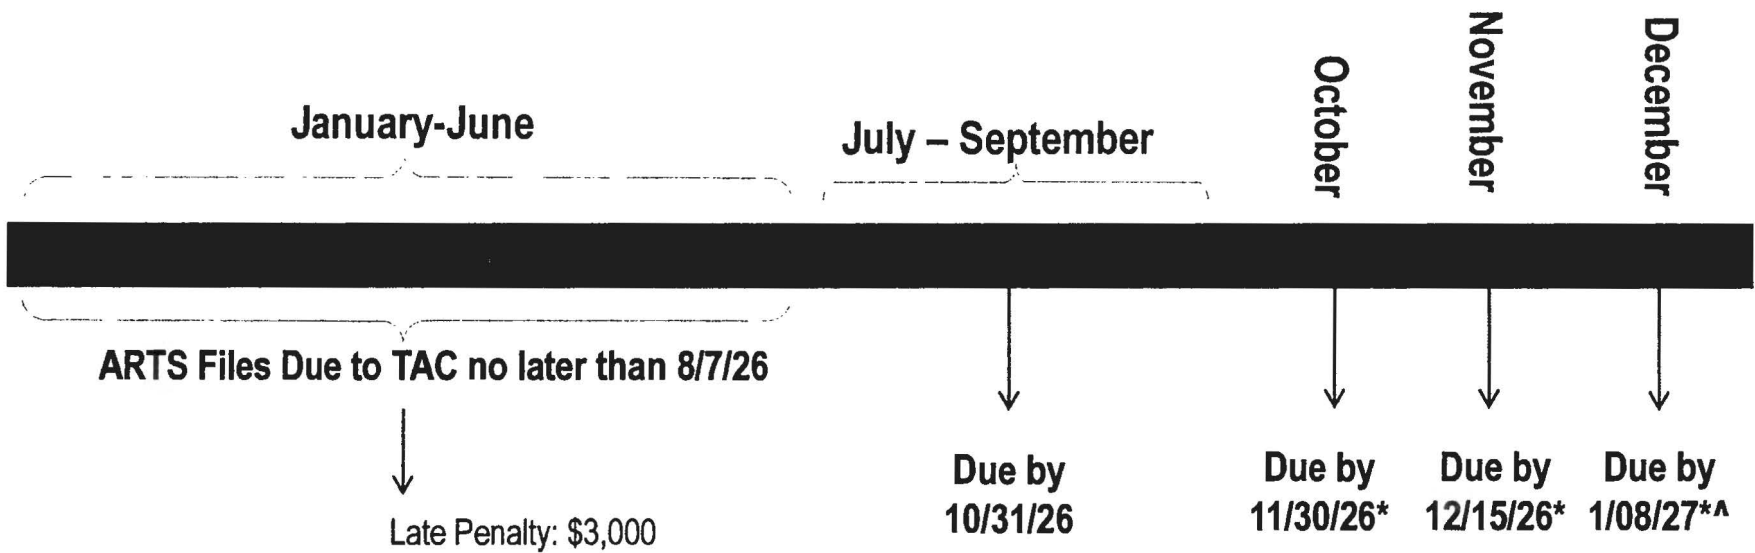 January-June
July – September
October
November
December
ARTS Files Due to TAC no later than 8/7/26
Late Penalty: $3,000
Due by
10/31/26
Due by
11/30/26*
Due by
12/15/26*
Due by
1/08/27*^